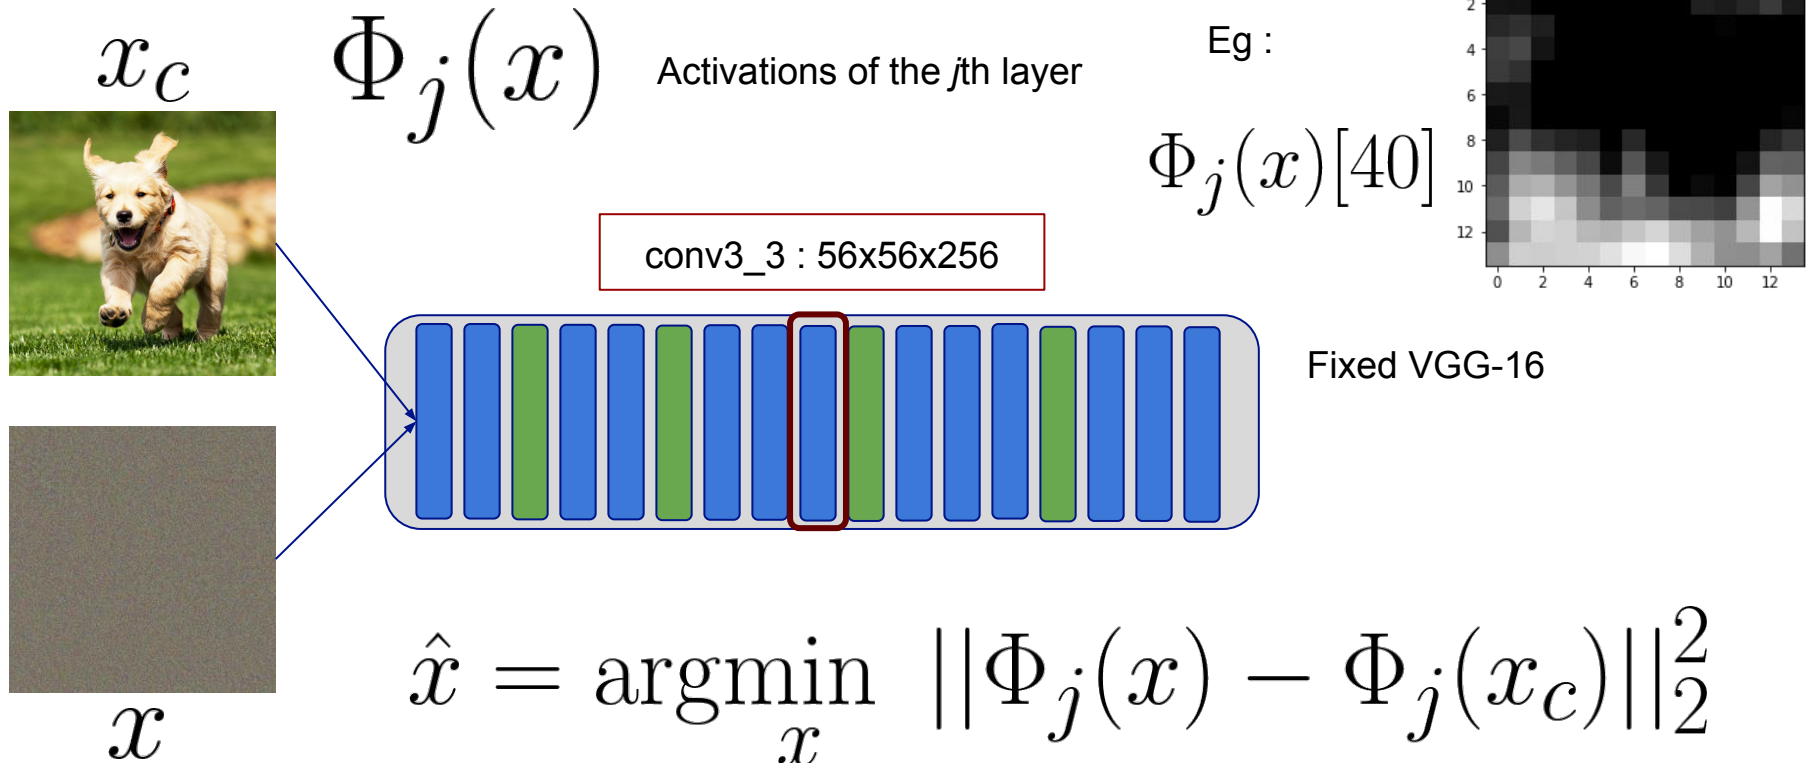 x_c
Φ_j(x)
Activations of the jth layer
Eg :
Φ_j(x)[40]
2
4
6
8
10
12
0 2 4 6 8 10 12
conv3_3 : 56x56x256
Fixed VGG-16
x
x̂ = argmin_x ||Φ_j(x) − Φ_j(x_c)||_2^2